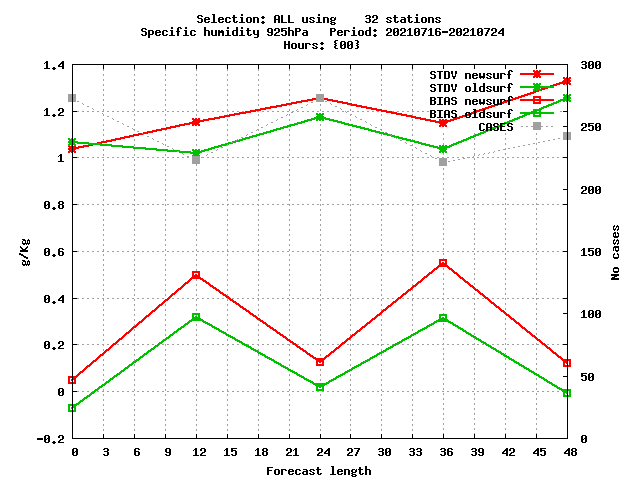 Selection: ALL using 32 stations
Specific humidity 925hPa Period: 20210716-20210724
Hours: {00}
1.4
1.2
1
0.8
0.6
0.4
0.2
0
-0.2
g/Kg
300
250
200
150
100
50
0
No cases
STDV newsurf
STDV oldsurf
BIAS newsurf
BIAS oldsurf
CASES
0 3 6 9 12 15 18 21 24 27 30 33 36 39 42 45 48
Forecast length